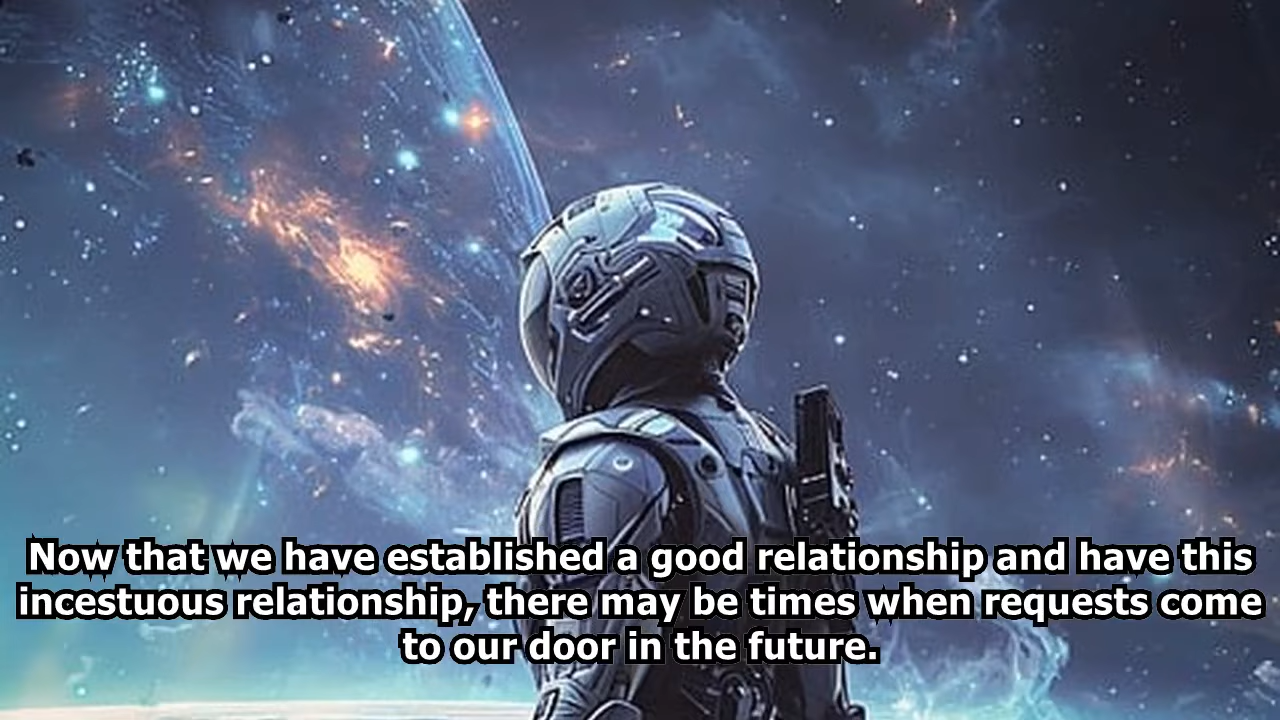 Now that we have established a good relationship and have this
incestuous relationship, there may be times when requests come
to our door in the future.